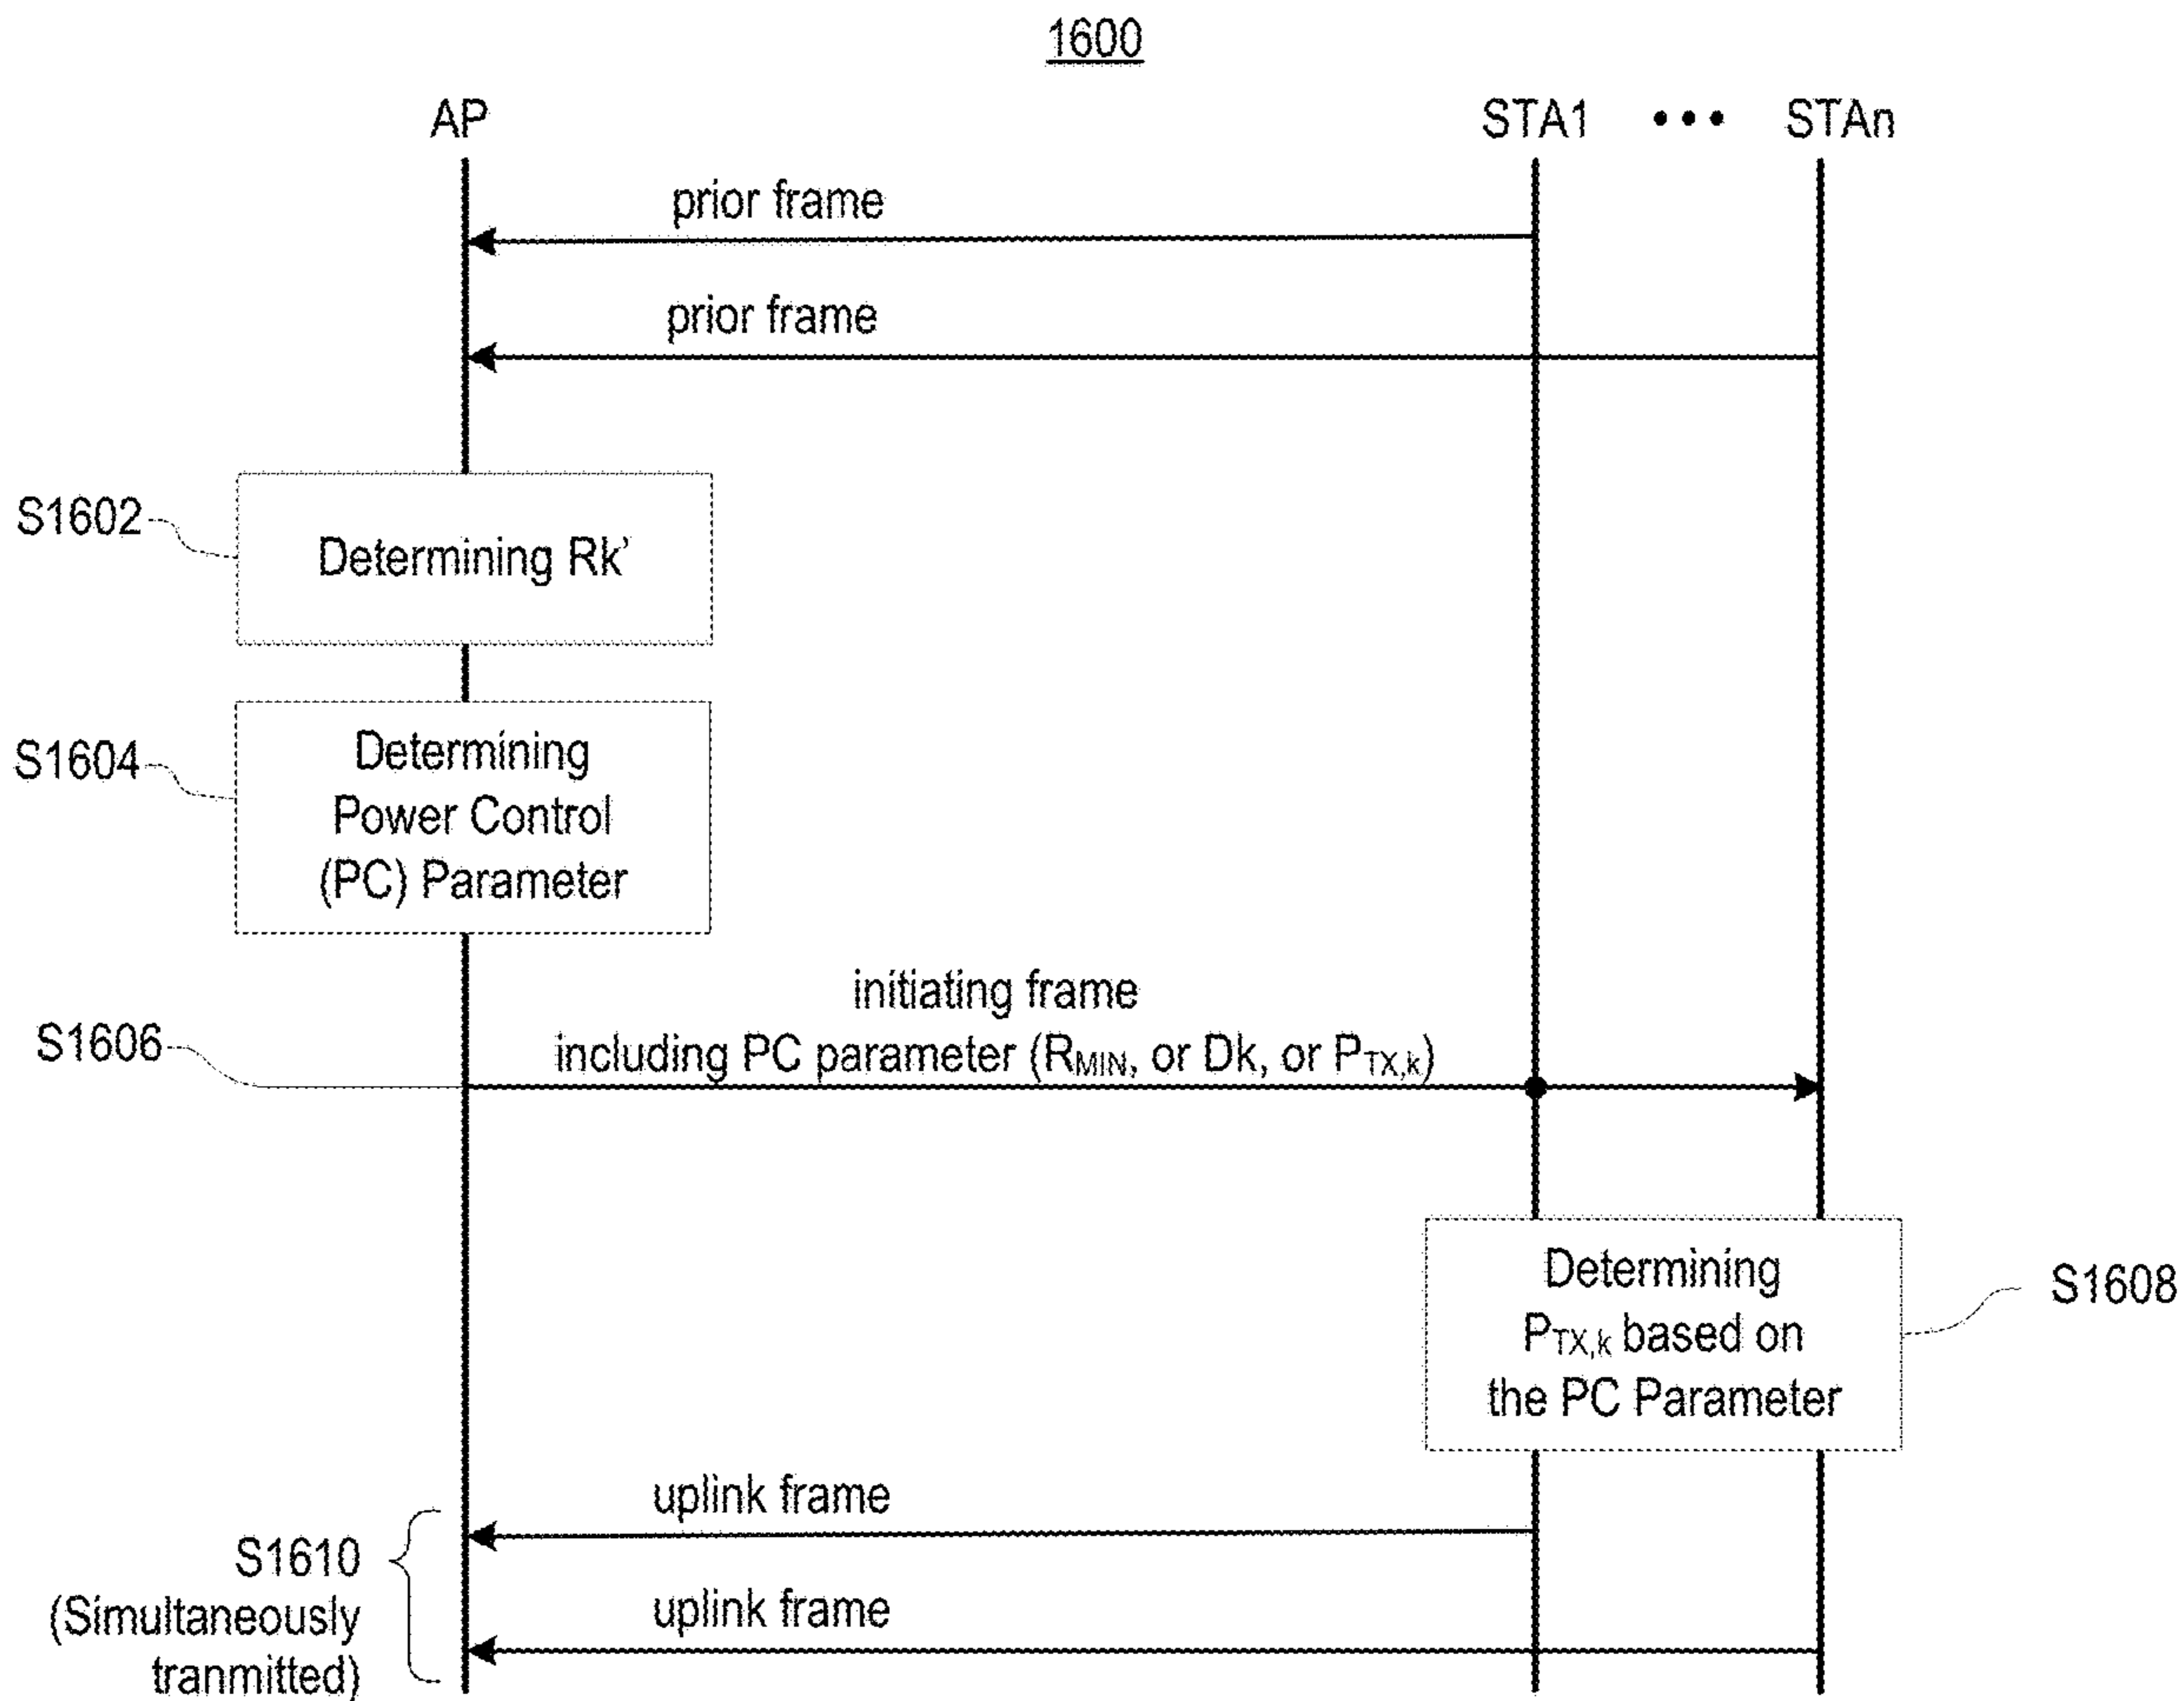 1600
AP
STA1 ••• STAn
prior frame
prior frame
S1602
Determining Rk'
S1604
Determining
Power Control
(PC) Parameter
initiating frame
including PC parameter (RMIN, or Dk, or PTX,k)
S1606
Determining
PTX,k based on
the PC Parameter
S1608
uplink frame
S1610
(Simultaneously
tranmitted)
uplink frame